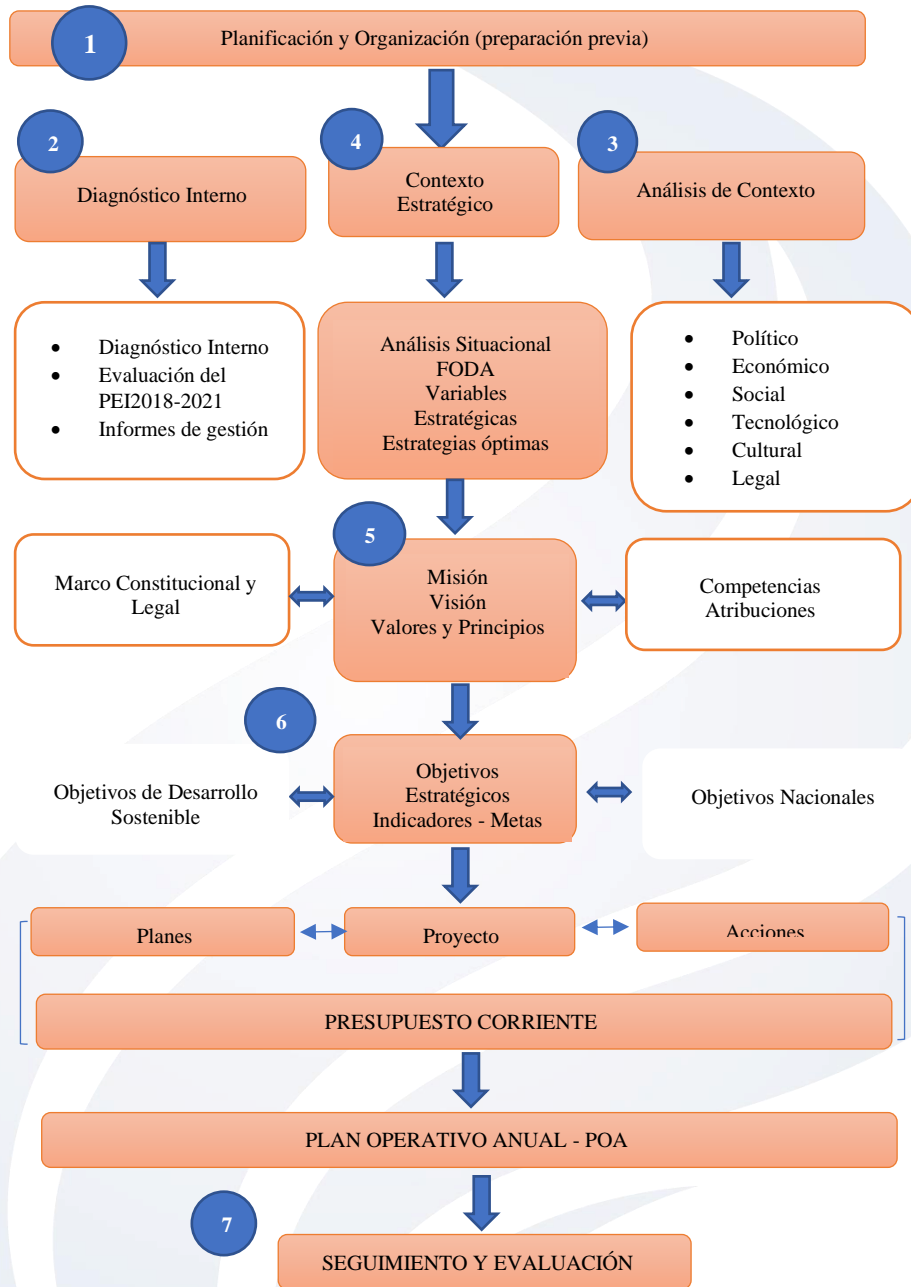 1
Planificación y Organización (preparación previa)
2
Diagnóstico Interno
4
Contexto
Estratégico
3
Análisis de Contexto
• Diagnóstico Interno
• Evaluación del
PEI2018-2021
• Informes de gestión
Análisis Situacional
FODA
Variables
Estratégicas
Estrategias óptimas
• Político
• Económico
• Social
• Tecnológico
• Cultural
• Legal
Marco Constitucional y
Legal
5
Misión
Visión
Valores y Principios
Competencias
Atribuciones
6
Objetivos de Desarrollo
Sostenible
Objetivos
Estratégicos
Indicadores - Metas
Objetivos Nacionales
Planes
Proyecto
Acciones
PRESUPUESTO CORRIENTE
PLAN OPERATIVO ANUAL - POA
7
SEGUIMIENTO Y EVALUACIÓN